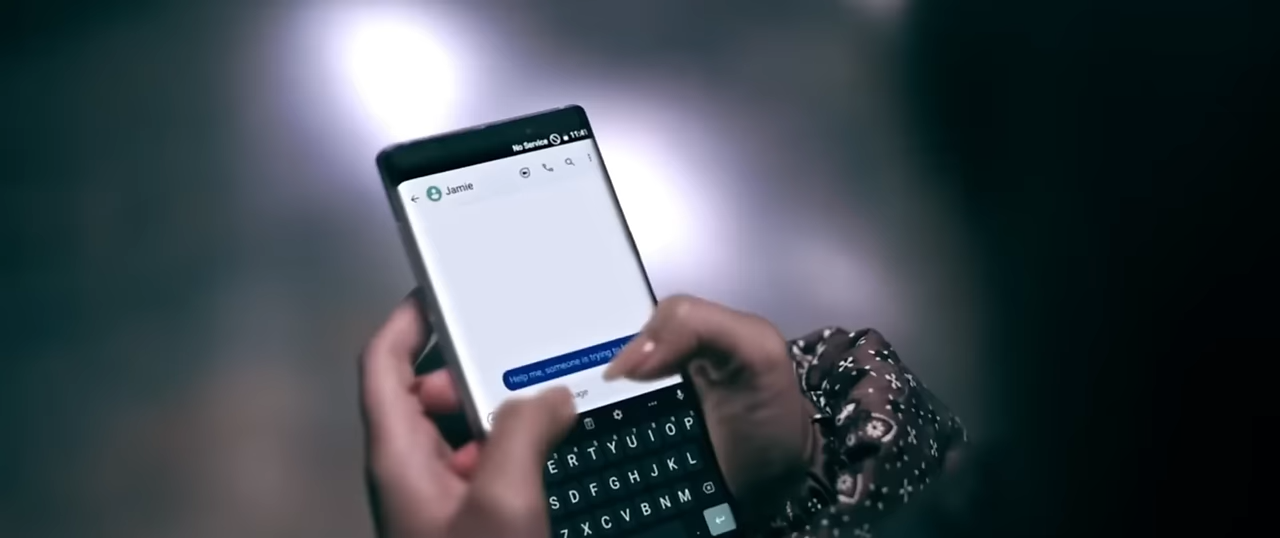 No Service 11:41
Jamie
Help me, someone is trying to
E R T Y U I O P
S D F G H J K L
Z X C V B N M